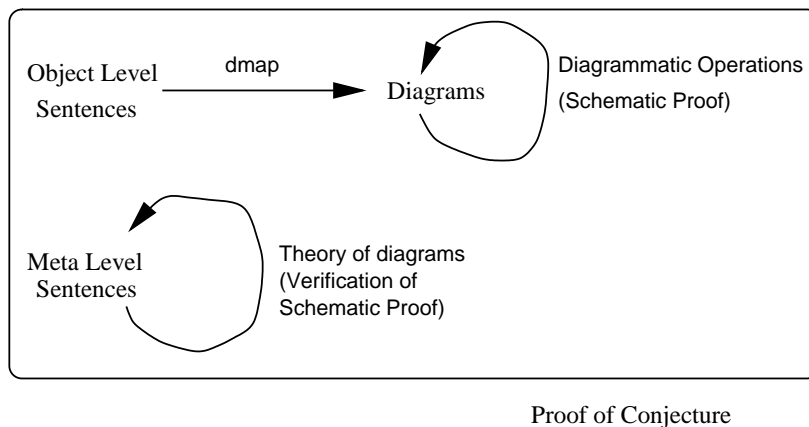 Object Level
Sentences
dmap
Diagrams
Diagrammatic Operations
(Schematic Proof)
Meta Level
Sentences
Theory of diagrams
(Verification of
Schematic Proof)
Proof of Conjecture